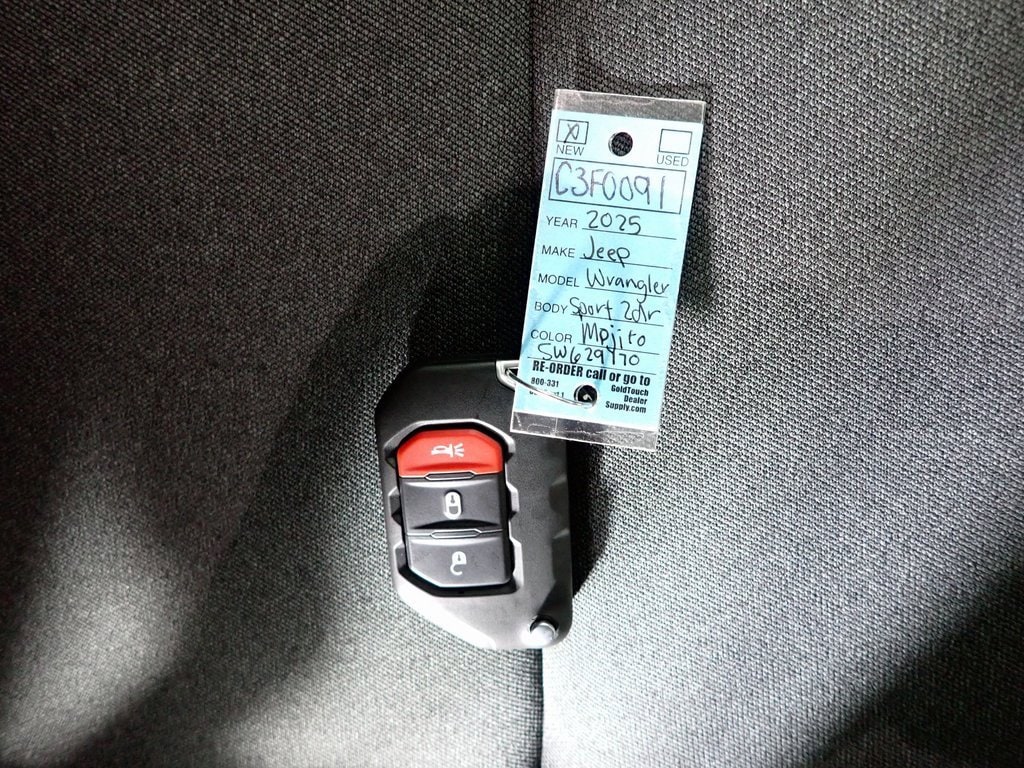 X
NEW USED
C3F0091
YEAR 2025
MAKE Jeep
MODEL Wrangler
BODY Sport 2dr
COLOR Mojito
SW629470
RE-ORDER call or go to
800-331
GoldTouch
Dealer
Supply.com